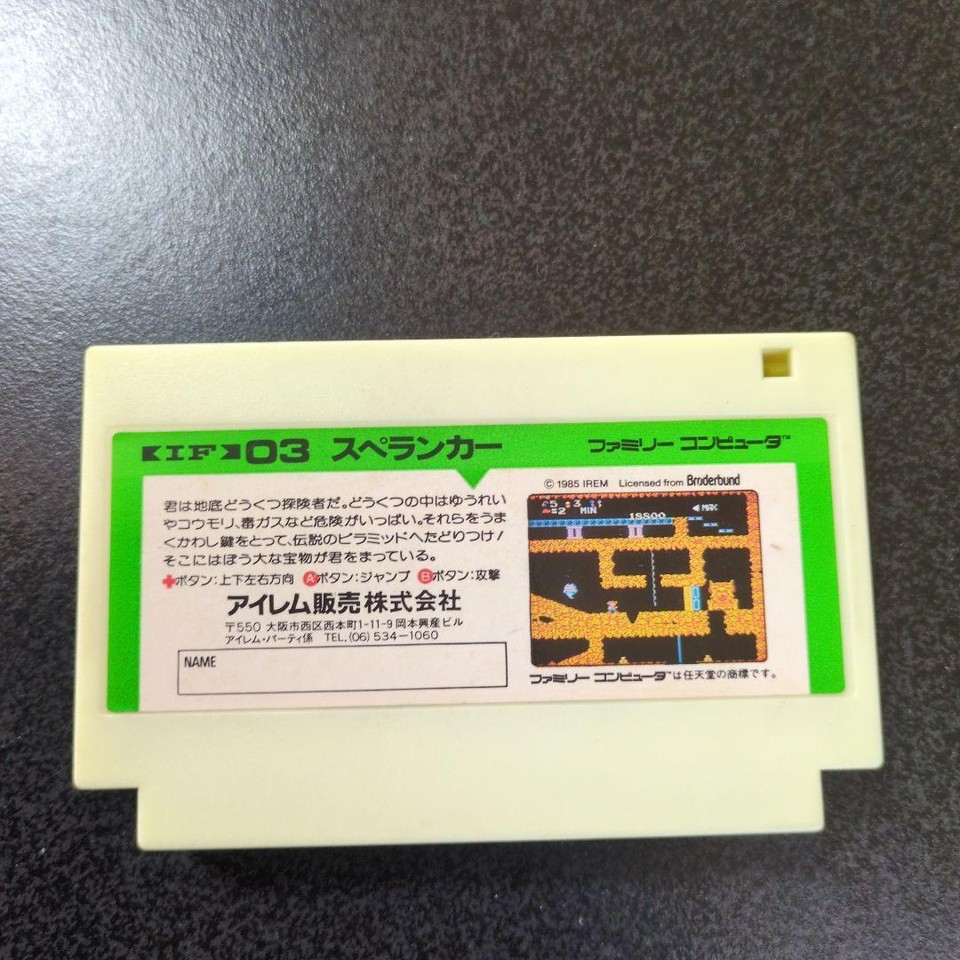 IF 03 スペランカー
ファミリー コンピュータ™
君は地底どうくつ探険者だ。どうくつの中はゆうれい
やコウモリ、毒ガスなど危険がいっぱい。それらをうま
くかわし鍵をとって、伝説のピラミッドへたどりつけ!
そこにはぼう大な宝物が君をまっている。
✚ボタン:上下左右方向 Ⓐボタン:ジャンプ Ⓑボタン:攻撃
アイレム販売株式会社
〒550 大阪市西区西本町1-11-9 岡本興産ビル
アイレム・パーティ係 TEL.(06)534-1060
NAME
© 1985 IREM Licensed from Brøderbund
MIN
18800
◀ MAX
ファミリー コンピュータ™は任天堂の商標です。